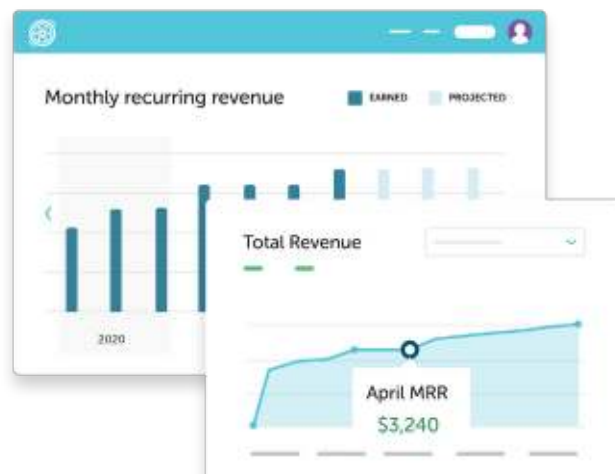 Monthly recurring revenue EARNED PROJECTED
2020
Total Revenue
April MRR
$3,240